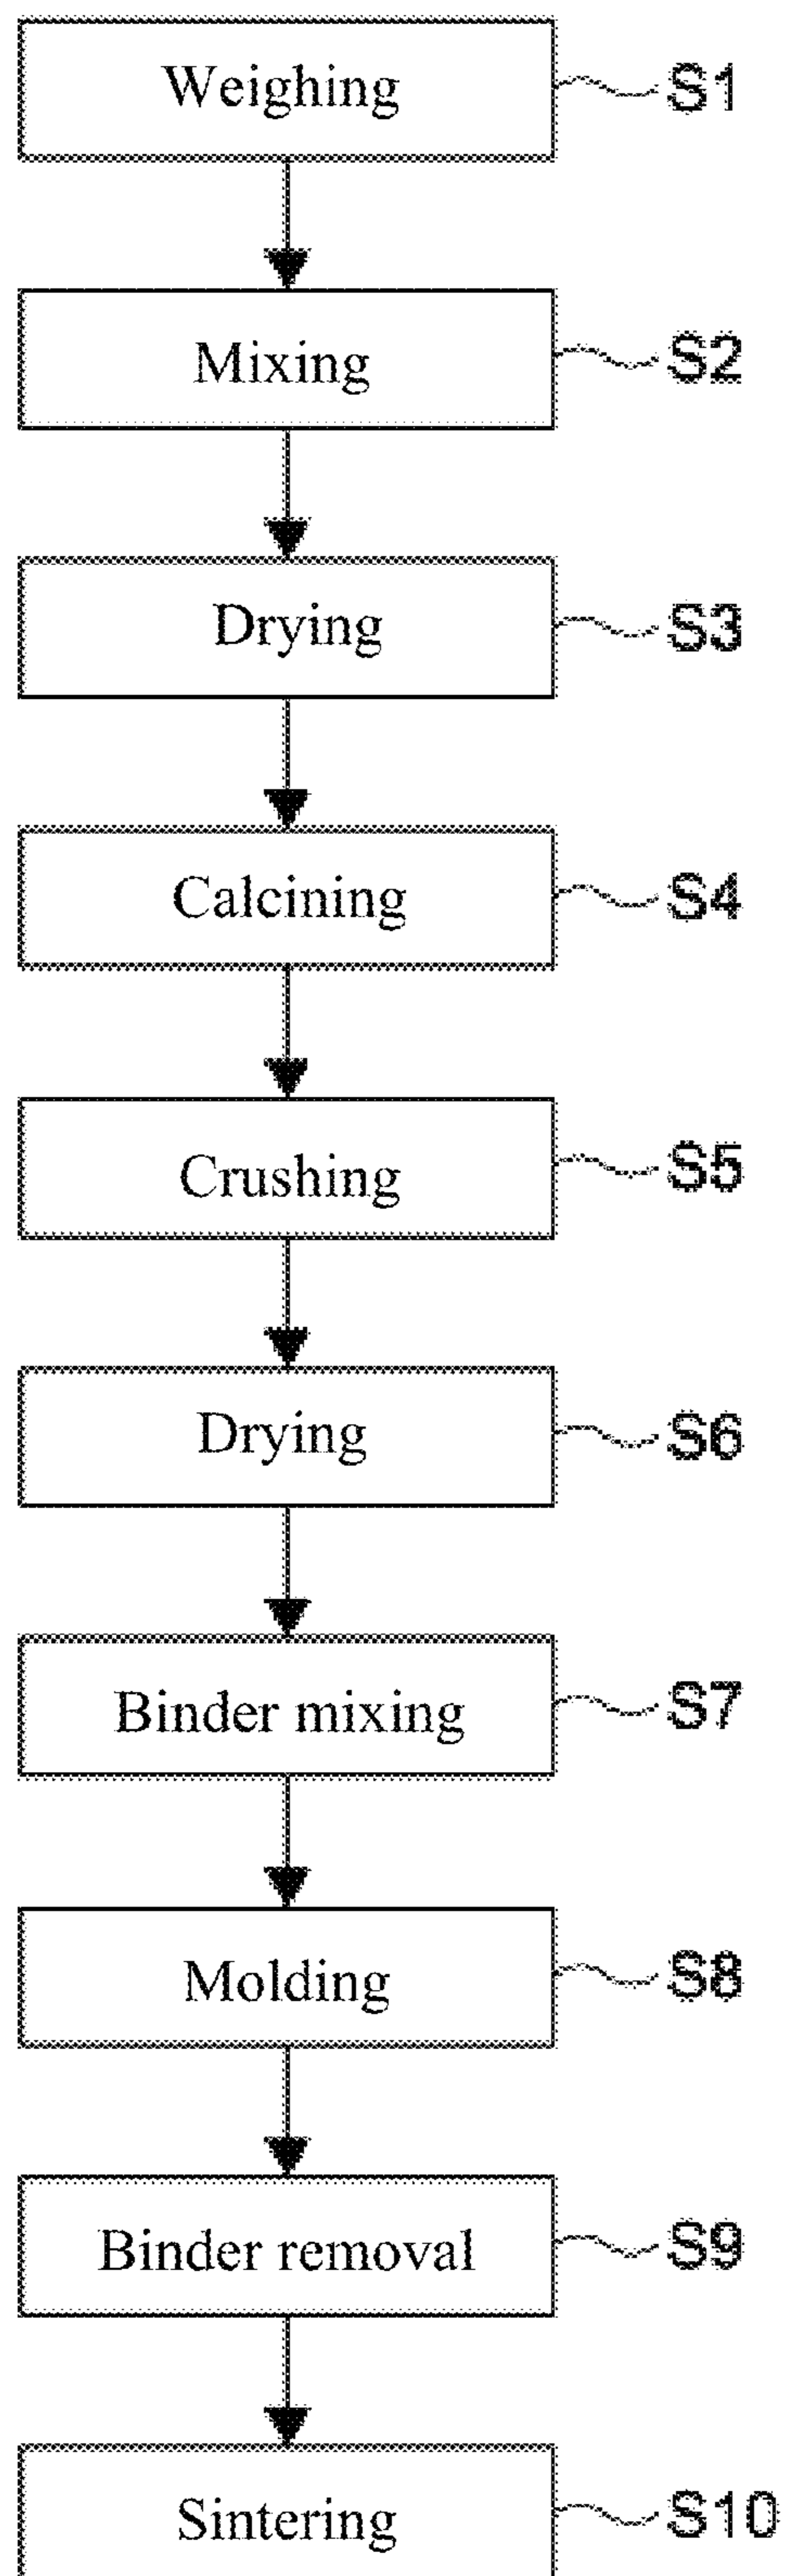 Weighing S1
Mixing S2
Drying S3
Calcining S4
Crushing S5
Drying S6
Binder mixing S7
Molding S8
Binder removal S9
Sintering S10